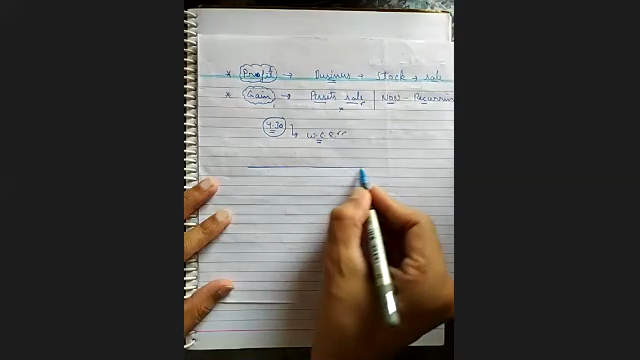 * Profit → Business → Stock → sale
* Gain → Assets sale | NON - Recurring
4.30